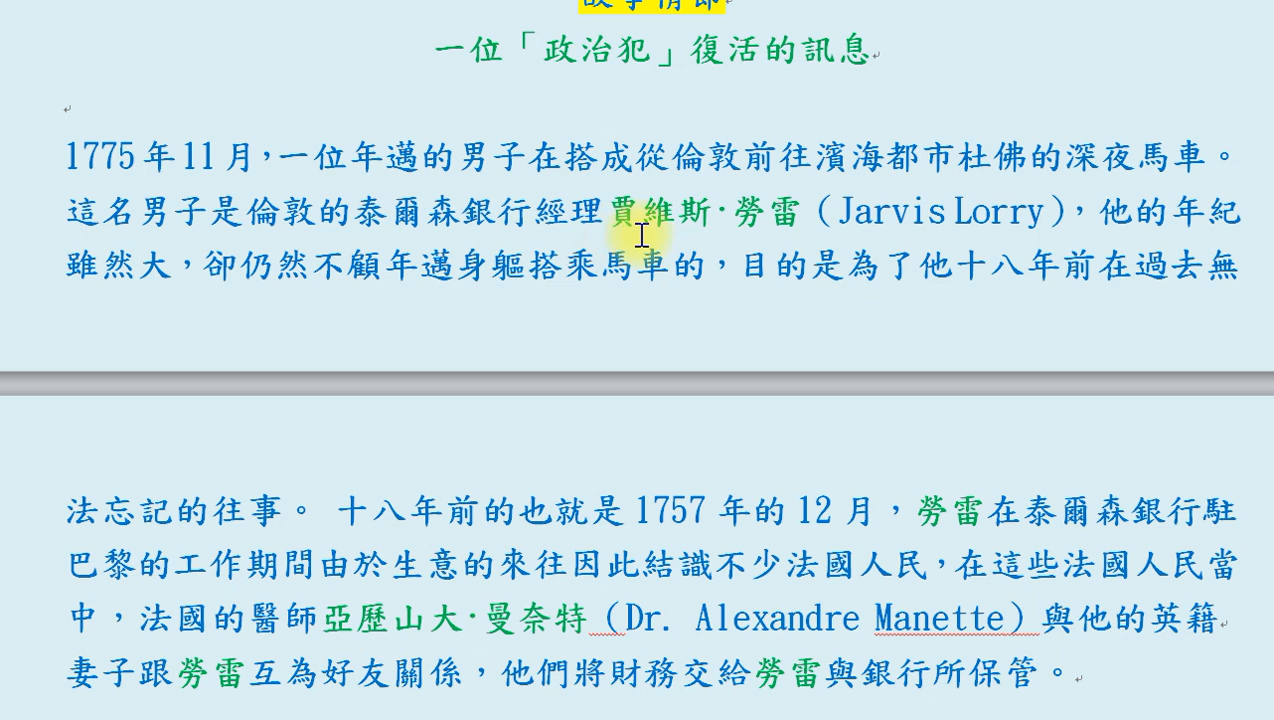 故事情節
一位「政治犯」復活的訊息
1775年11月，一位年邁的男子在搭成從倫敦前往濱海都市杜佛的深夜馬車。
這名男子是倫敦的泰爾森銀行經理賈維斯·勞雷（Jarvis Lorry），他的年紀
雖然大，卻仍然不顧年邁身軀搭乘馬車的，目的是為了他十八年前在過去無
法忘記的往事。 十八年前的也就是 1757 年的 12 月，勞雷在泰爾森銀行駐
巴黎的工作期間由於生意的來往因此結識不少法國人民，在這些法國人民當
中，法國的醫師亞歷山大·曼奈特（Dr. Alexandre Manette）與他的英籍
妻子跟勞雷互為好友關係，他們將財務交給勞雷與銀行所保管。